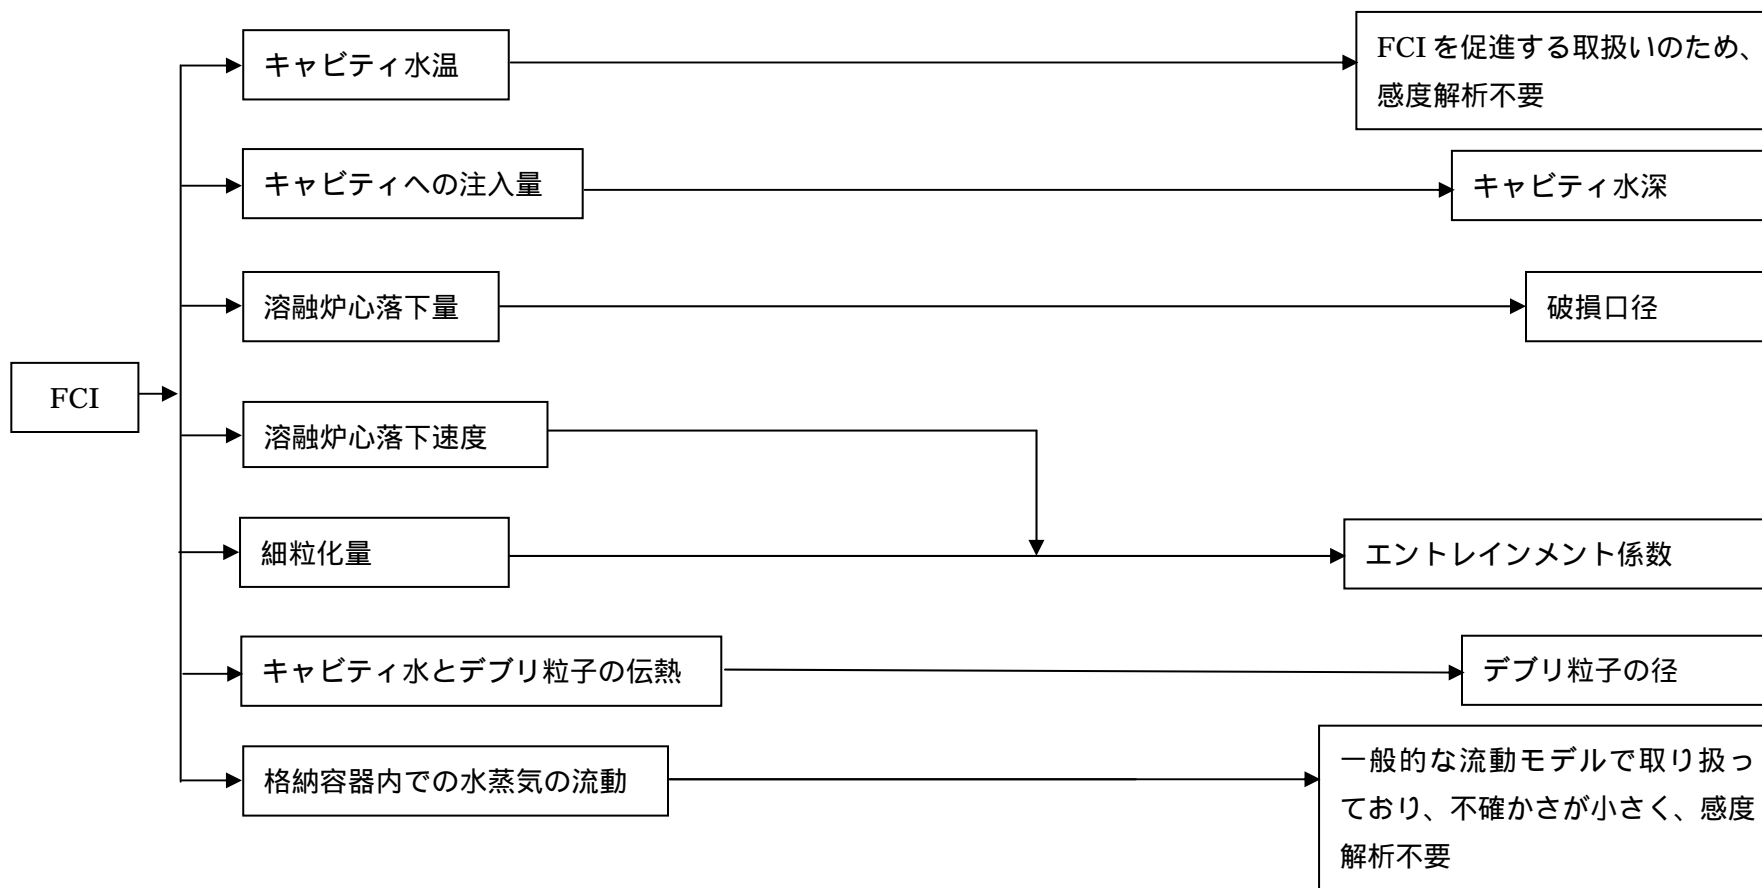 キャビティ水温
FCI を促進する取扱いのため、
感度解析不要
キャビティへの注入量
キャビティ水深
溶融炉心落下量
破損口径
FCI
溶融炉心落下速度
細粒化量
エントレインメント係数
キャビティ水とデブリ粒子の伝熱
デブリ粒子の径
格納容器内での水蒸気の流動
一般的な流動モデルで取り扱っ
ており、不確かさが小さく、感度
解析不要